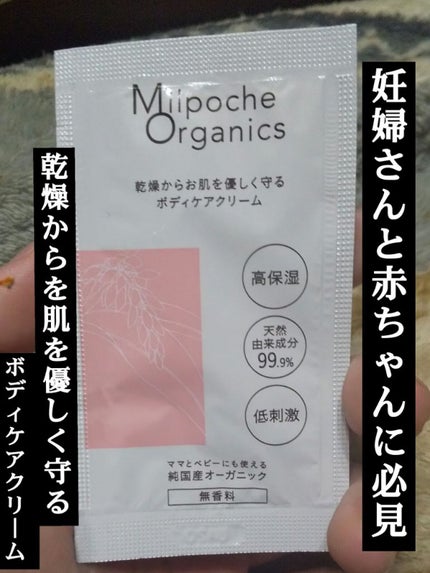 妊婦さんと赤ちゃんに必見
乾燥からを肌を優しく守る
ボディケアクリーム
Miipoche
Organics
乾燥からお肌を優しく守る
ボディケアクリーム
高保湿
天然
由来成分
99.9%
低刺激
ママとベビーにも使える
純国産オーガニック
無香料